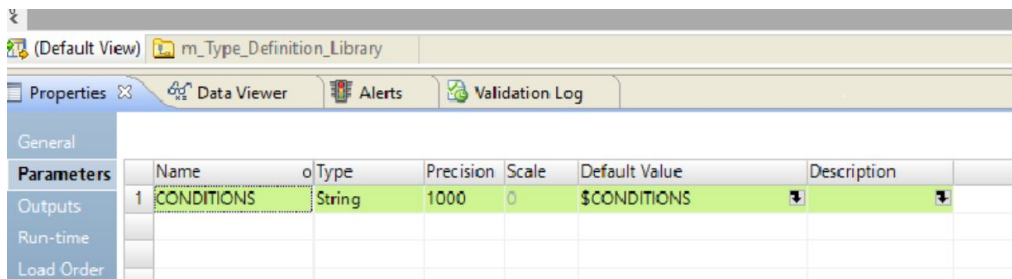 (Default View) m_Type_Definition_Library
Properties Data Viewer Alerts Validation Log
General
Parameters
Outputs
Run-time
Load Order
Name Type Precision Scale Default Value Description
1 CONDITIONS String 1000 0 $CONDITIONS